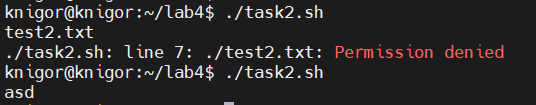 knigor@knigor:~/lab4$ ./task2.sh
test2.txt
./task2.sh: line 7: ./test2.txt: Permission denied
knigor@knigor:~/lab4$ ./task2.sh
asd